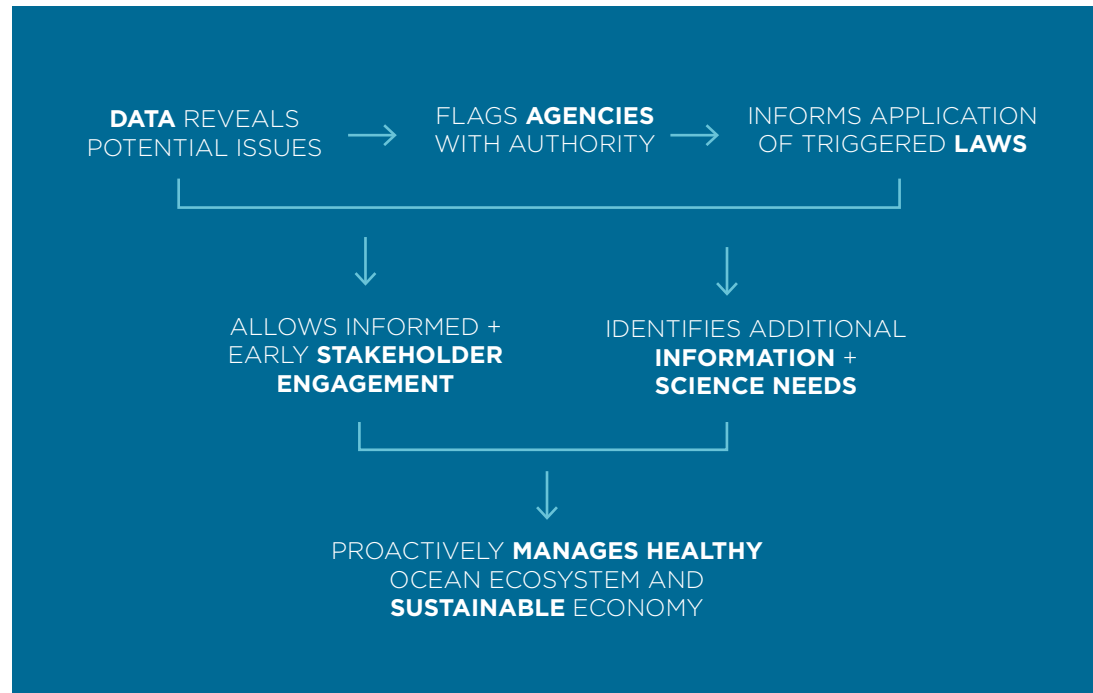 DATA REVEALS
POTENTIAL ISSUES
FLAGS AGENCIES
WITH AUTHORITY
INFORMS APPLICATION
OF TRIGGERED LAWS
ALLOWS INFORMED +
EARLY STAKEHOLDER
ENGAGEMENT
IDENTIFIES ADDITIONAL
INFORMATION +
SCIENCE NEEDS
PROACTIVELY MANAGES HEALTHY
OCEAN ECOSYSTEM AND
SUSTAINABLE ECONOMY